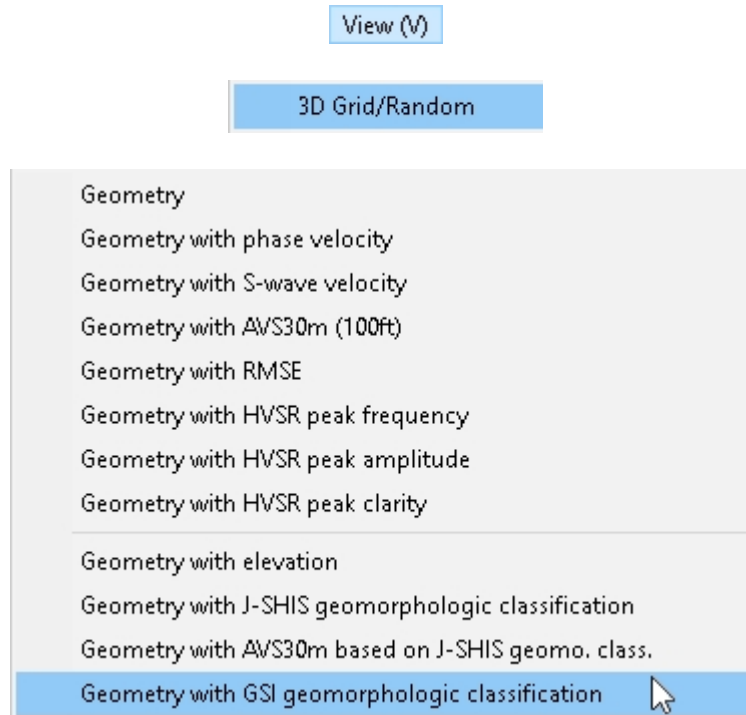 View (V)
3D Grid/Random
Geometry
Geometry with phase velocity
Geometry with S-wave velocity
Geometry with AVS30m (100ft)
Geometry with RMSE
Geometry with HVSR peak frequency
Geometry with HVSR peak amplitude
Geometry with HVSR peak clarity
Geometry with elevation
Geometry with J-SHIS geomorphologic classification
Geometry with AVS30m based on J-SHIS geomo. class.
Geometry with GSI geomorphologic classification